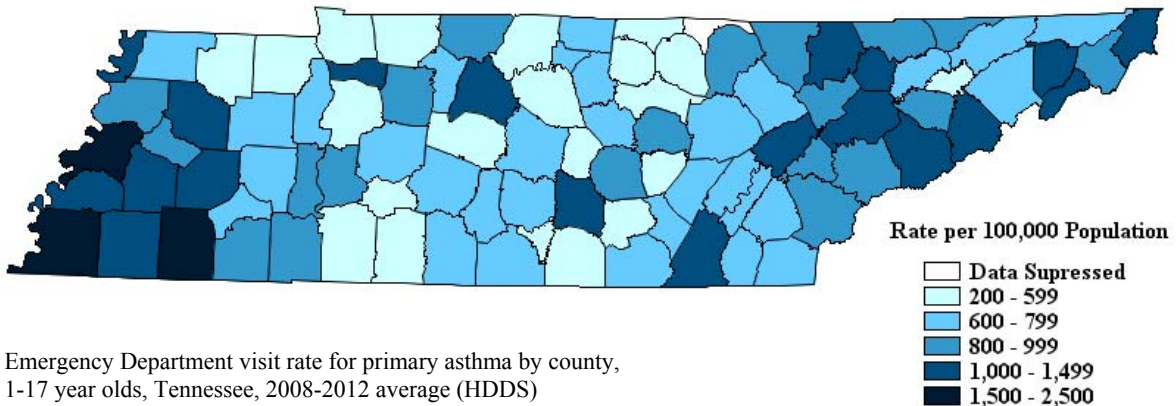 Rate per 100,000 Population
Data Supressed
200 - 599
600 - 799
800 - 999
1,000 - 1,499
1,500 - 2,500
Emergency Department visit rate for primary asthma by county,
1-17 year olds, Tennessee, 2008-2012 average (HDDS)